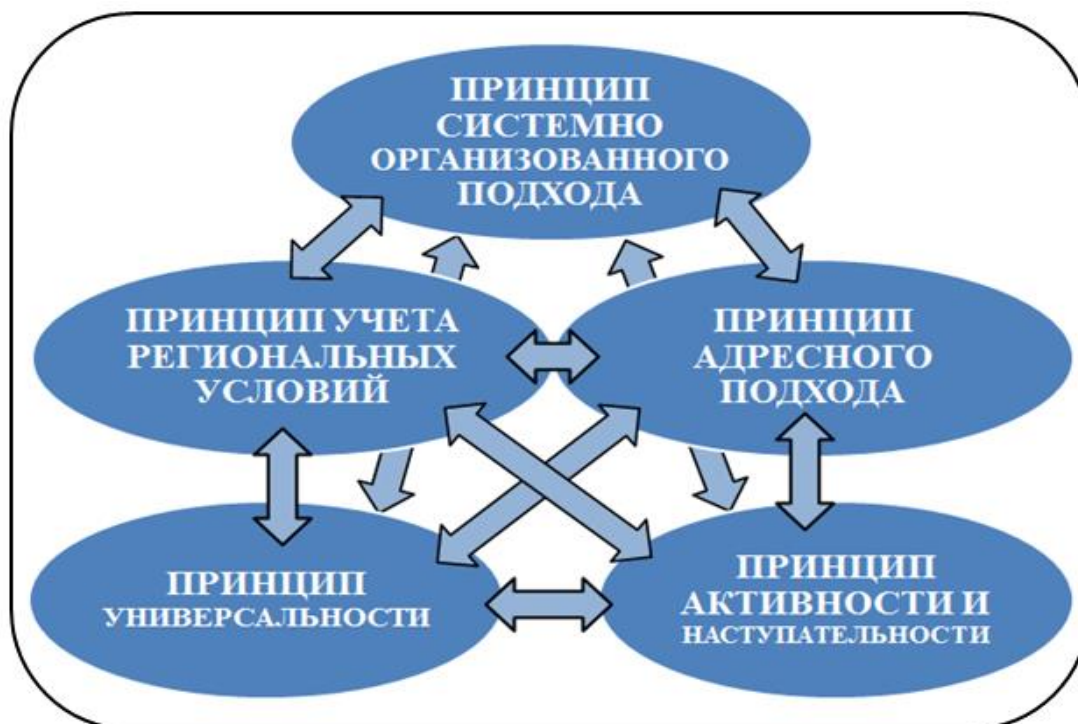 ПРИНЦИП
СИСТЕМНО
ОРГАНИЗОВАННОГО
ПОДХОДА
ПРИНЦИП УЧЕТА
РЕГИОНАЛЬНЫХ
УСЛОВИЙ
ПРИНЦИП
АДРЕСНОГО
ПОДХОДА
ПРИНЦИП
УНИВЕРСАЛЬНОСТИ
ПРИНЦИП
АКТИВНОСТИ И
НАСТУПАТЕЛЬНОСТИ